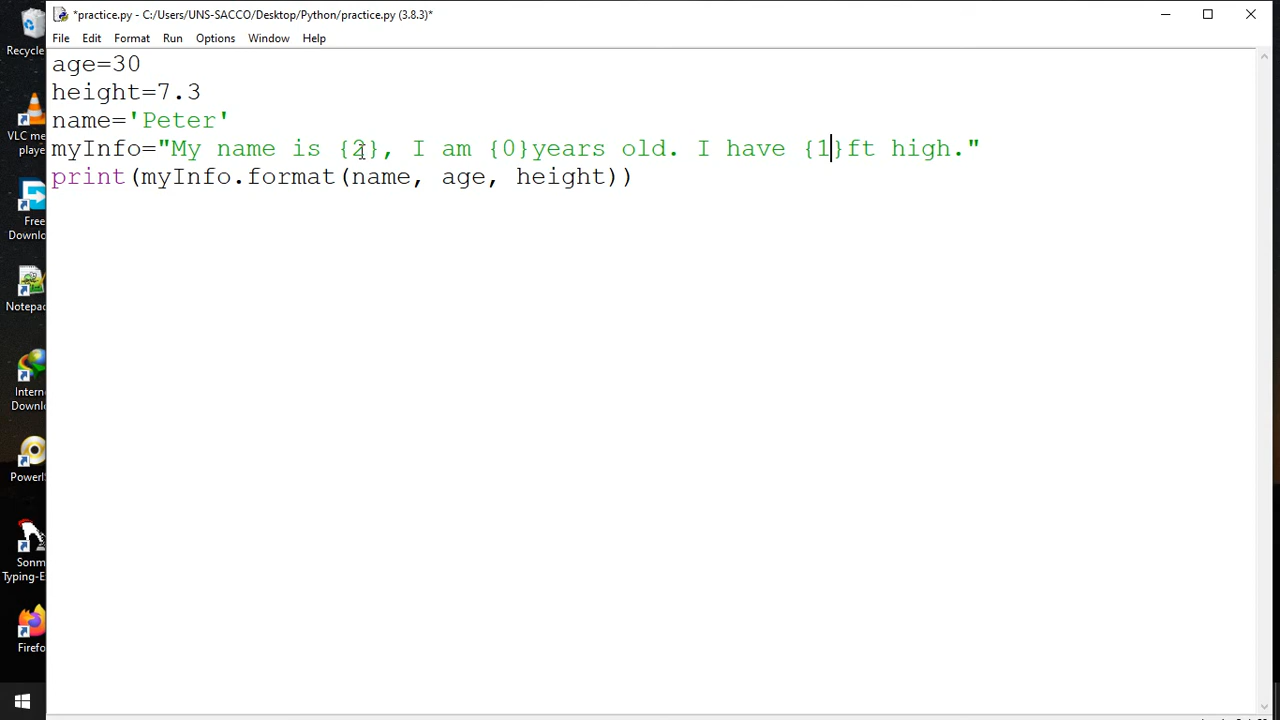 *practice.py - C:/Users/UNS-SACCO/Desktop/Python/practice.py (3.8.3)*
File Edit Format Run Options Window Help
age=30
height=7.3
name='Peter'
myInfo="My name is {2}, I am {0}years old. I have {1}ft high."
print(myInfo.format(name, age, height))
Recycle
VLC me
playe
Free
Downlo
Notepa
Intern
Downlo
PowerI
Sonm
Typing-E
Firefo